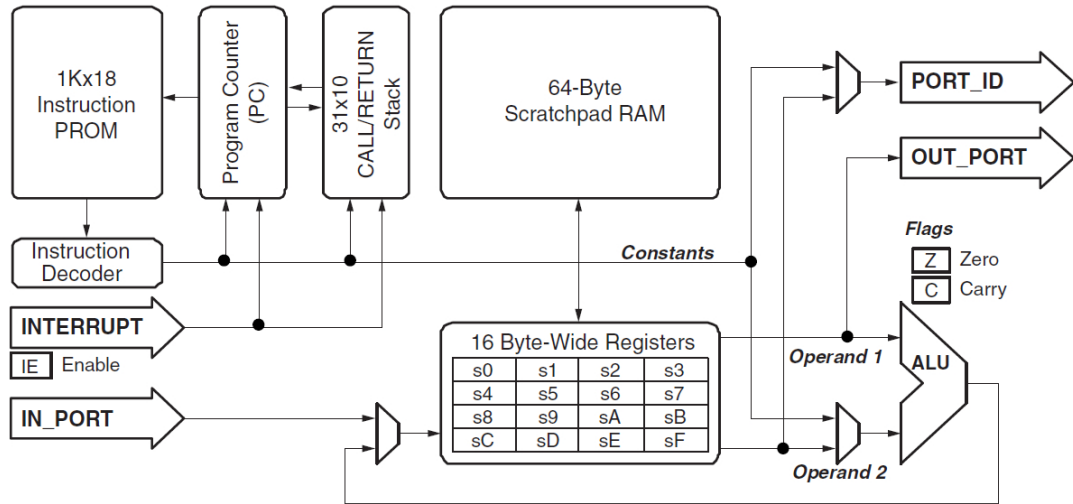 1Kx18
Instruction
PROM
Program Counter
(PC)
31x10
CALL/RETURN
Stack
64-Byte
Scratchpad RAM
PORT_ID
OUT_PORT
Instruction
Decoder
Constants
Flags
Z Zero
C Carry
INTERRUPT
IE Enable
IN_PORT
16 Byte-Wide Registers
s0 s1 s2 s3
s4 s5 s6 s7
s8 s9 sA sB
sC sD sE sF
Operand 1
ALU
Operand 2